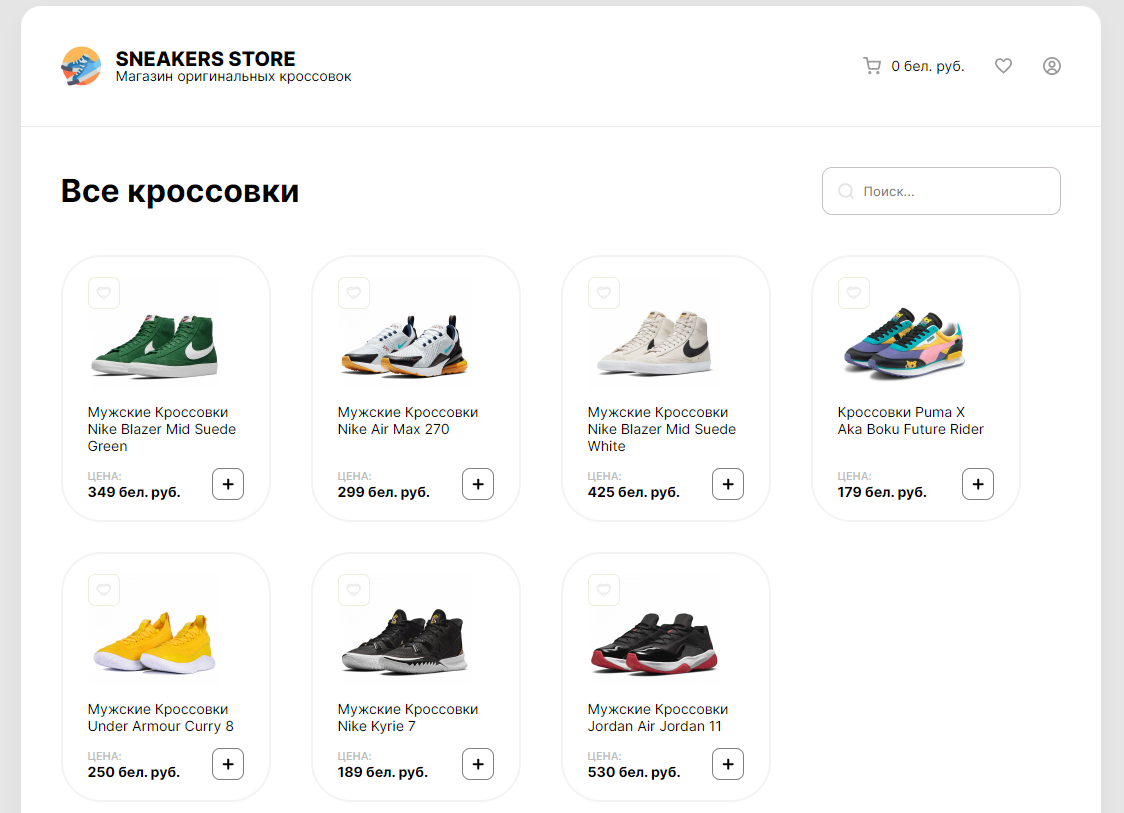 SNEAKERS STORE
Магазин оригинальных кроссовок
0 бел. руб.
Все кроссовки
Поиск...
Мужские Кроссовки
Nike Blazer Mid Suede
Green
ЦЕНА:
349 бел. руб.
Мужские Кроссовки
Nike Air Max 270
ЦЕНА:
299 бел. руб.
Мужские Кроссовки
Nike Blazer Mid Suede
White
ЦЕНА:
425 бел. руб.
Кроссовки Puma X
Aka Boku Future Rider
ЦЕНА:
179 бел. руб.
Мужские Кроссовки
Under Armour Curry 8
ЦЕНА:
250 бел. руб.
Мужские Кроссовки
Nike Kyrie 7
ЦЕНА:
189 бел. руб.
Мужские Кроссовки
Jordan Air Jordan 11
ЦЕНА:
530 бел. руб.